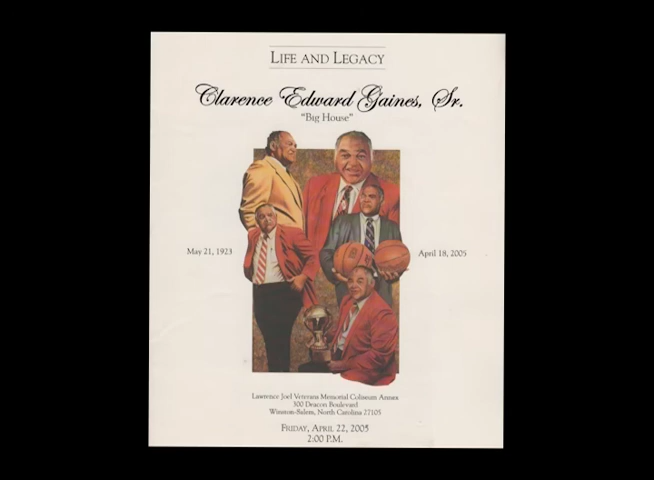 LIFE AND LEGACY
Clarence Edward Gaines, Sr.
"Big House"
May 21, 1923
April 18, 2005
Lawrence Joel Veterans Memorial Coliseum Annex
300 Deacon Boulevard
Winston-Salem, North Carolina 27105
FRIDAY, APRIL 22, 2005
2:00 P.M.